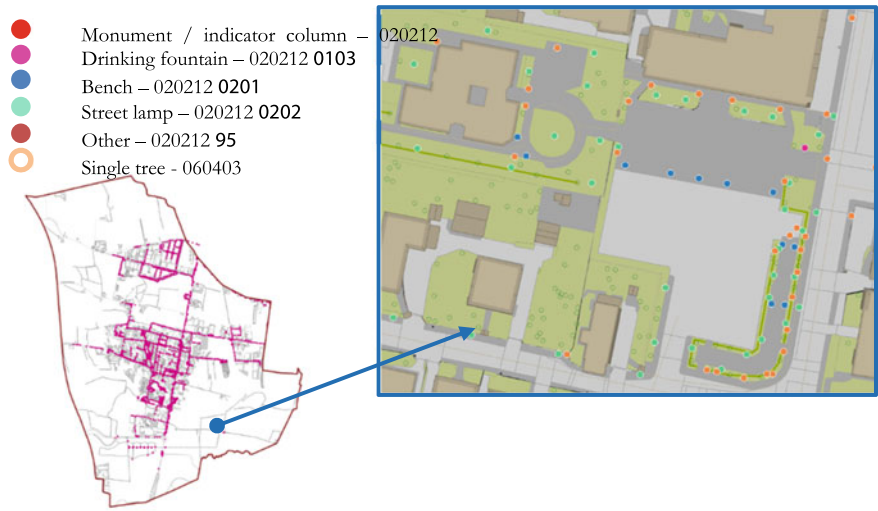 Monument / indicator column – 020212
Drinking fountain – 020212 0103
Bench – 020212 0201
Street lamp – 020212 0202
Other – 020212 95
Single tree - 060403